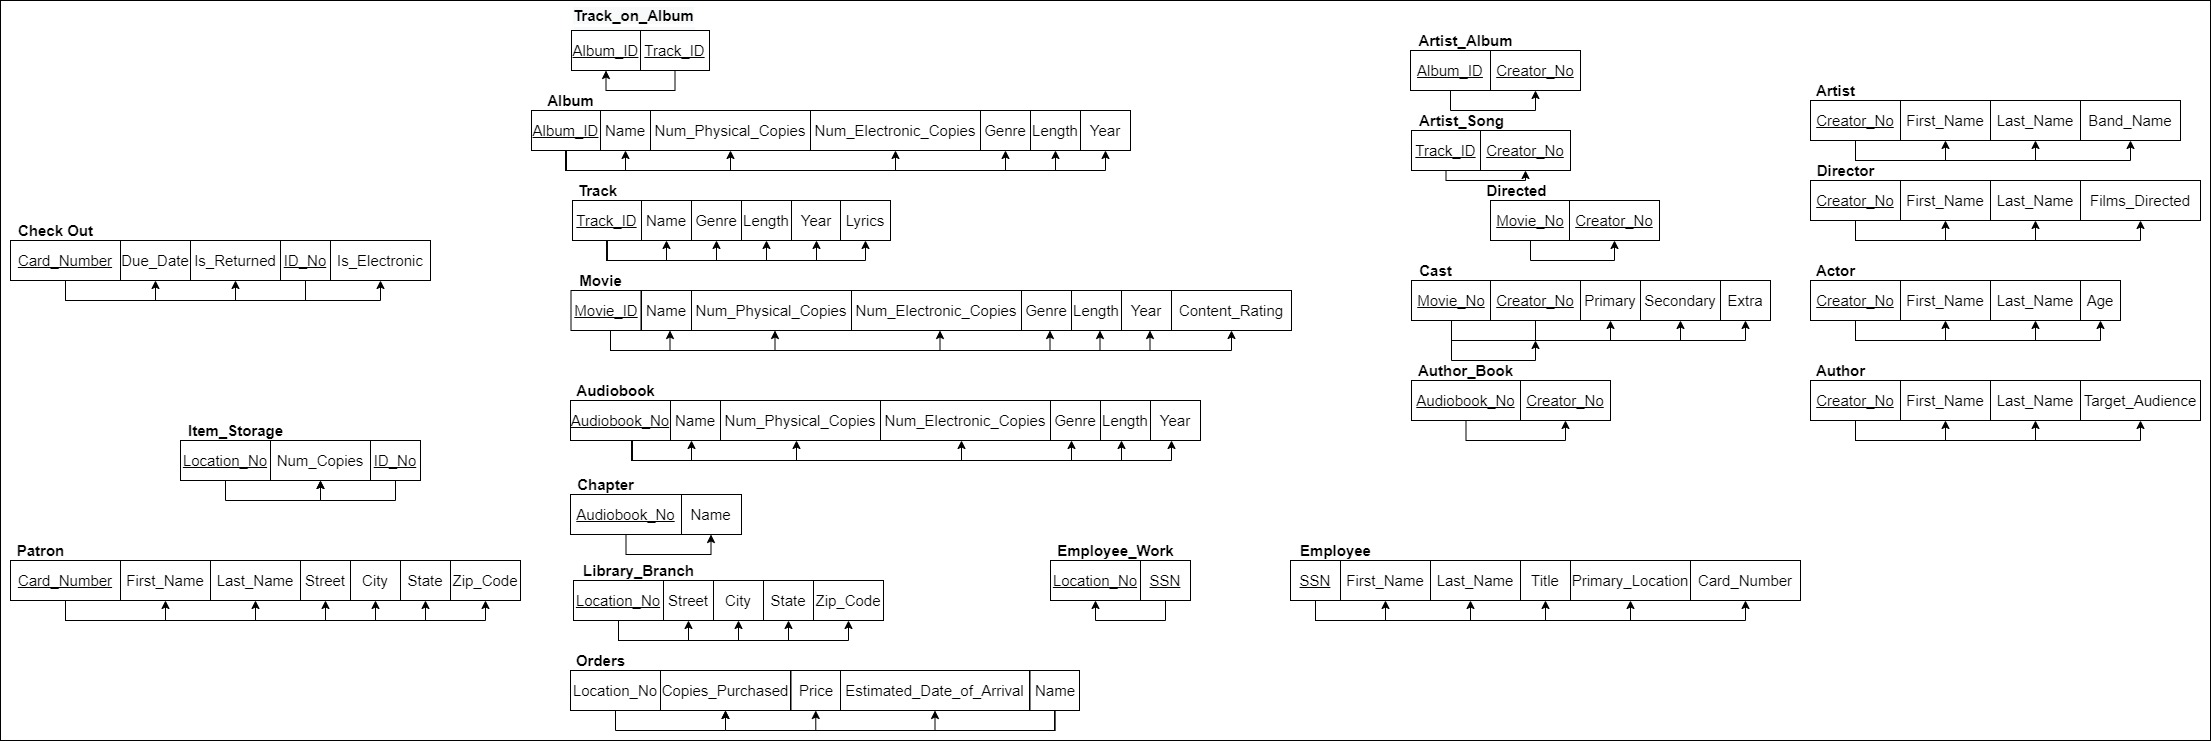 Track_on_Album
Album_ID Track_ID
Album
Album_ID Name Num_Physical_Copies Num_Electronic_Copies Genre Length Year
Track
Track_ID Name Genre Length Year Lyrics
Check Out
Card_Number Due_Date Is_Returned ID_No Is_Electronic
Movie
Movie_ID Name Num_Physical_Copies Num_Electronic_Copies Genre Length Year Content_Rating
Audiobook
Audiobook_No Name Num_Physical_Copies Num_Electronic_Copies Genre Length Year
Item_Storage
Location_No Num_Copies ID_No
Chapter
Audiobook_No Name
Patron
Card_Number First_Name Last_Name Street City State Zip_Code
Library_Branch
Location_No Street City State Zip_Code
Orders
Location_No Copies_Purchased Price Estimated_Date_of_Arrival Name
Employee_Work
Location_No SSN
Employee
SSN First_Name Last_Name Title Primary_Location Card_Number
Artist_Album
Album_ID Creator_No
Artist_Song
Track_ID Creator_No
Directed
Movie_No Creator_No
Cast
Movie_No Creator_No Primary Secondary Extra
Author_Book
Audiobook_No Creator_No
Artist
Creator_No First_Name Last_Name Band_Name
Director
Creator_No First_Name Last_Name Films_Directed
Actor
Creator_No First_Name Last_Name Age
Author
Creator_No First_Name Last_Name Target_Audience